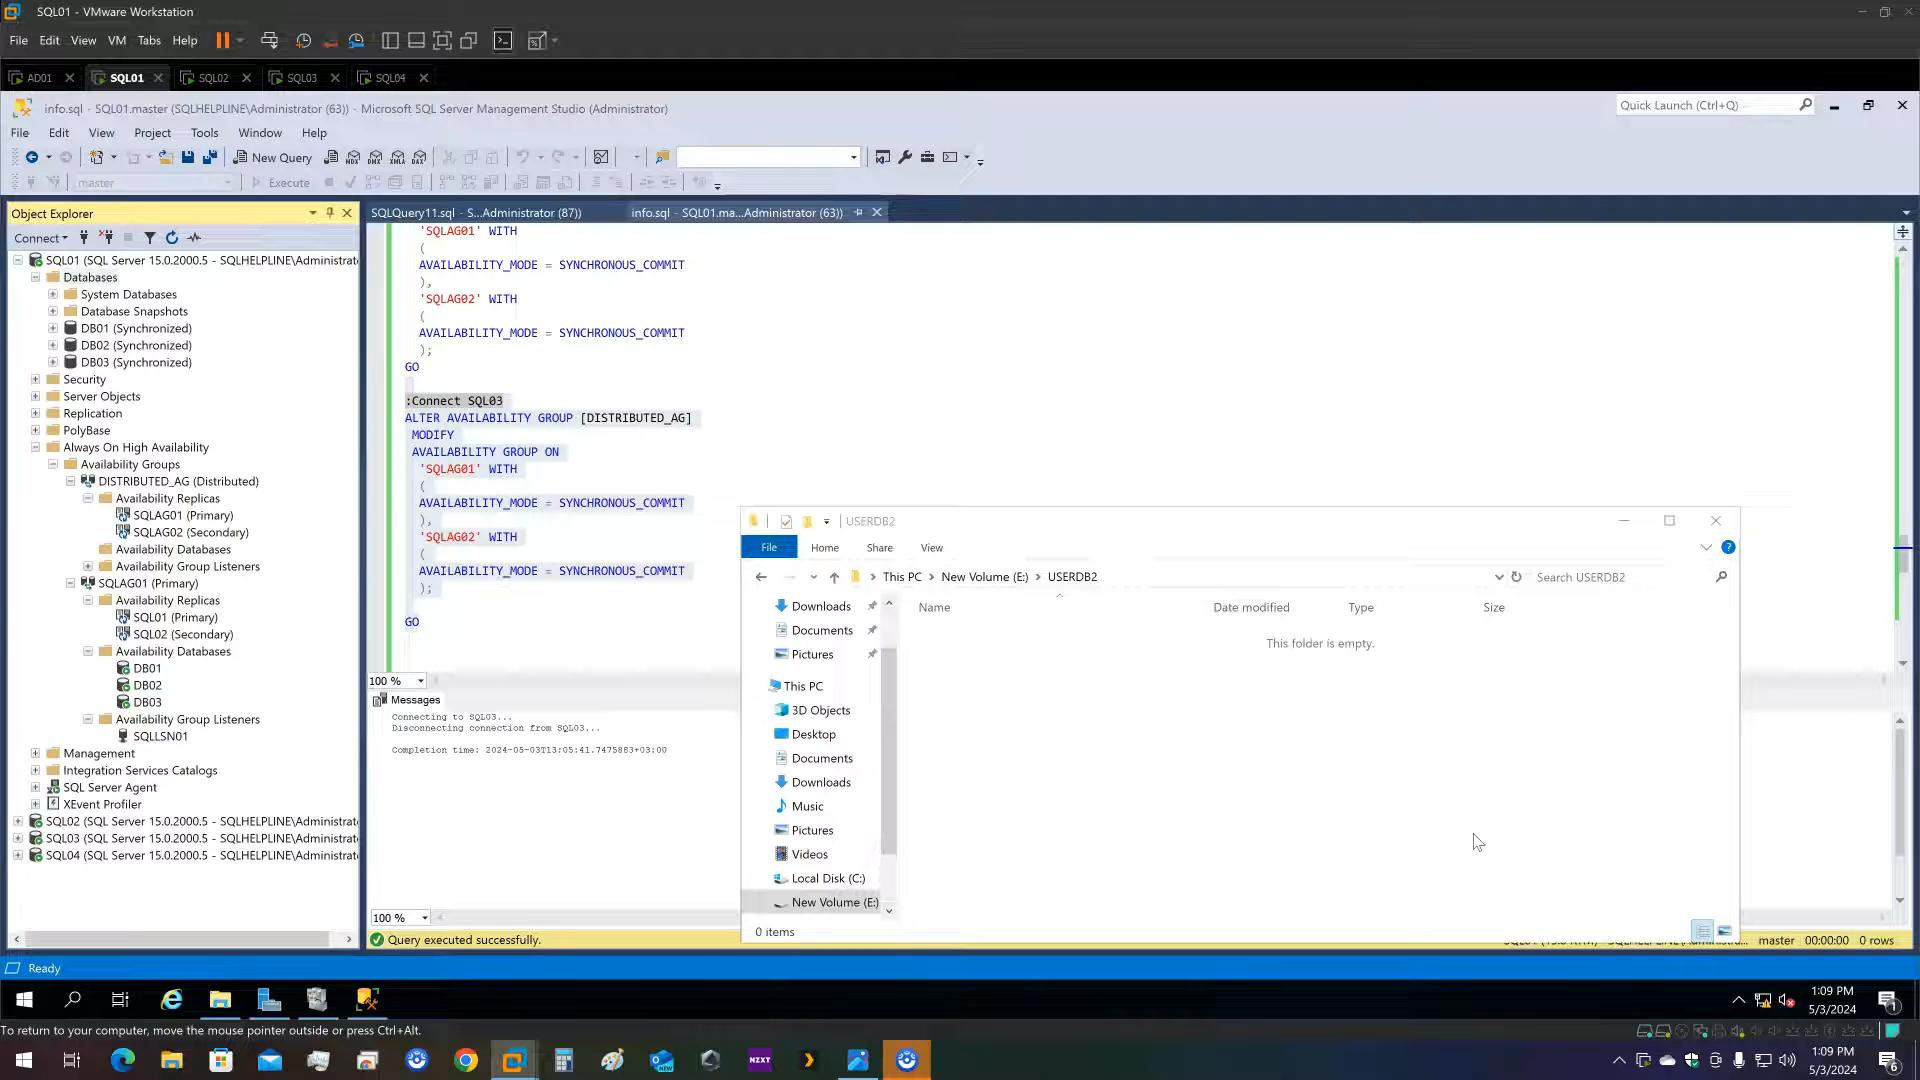 SQL01 - VMware Workstation
File Edit View VM Tabs Help
AD01 SQL01 SQL02 SQL03 SQL04
info.sql - SQL01.master (SQLHELPLINE\Administrator (63)) - Microsoft SQL Server Management Studio (Administrator)
Quick Launch (Ctrl+Q)
File Edit View Project Tools Window Help
New Query
master Execute
Object Explorer
Connect
SQL01 (SQL Server 15.0.2000.5 - SQLHELPLINE\Administrato
Databases
System Databases
Database Snapshots
DB01 (Synchronized)
DB02 (Synchronized)
DB03 (Synchronized)
Security
Server Objects
Replication
PolyBase
Always On High Availability
Availability Groups
DISTRIBUTED_AG (Distributed)
Availability Replicas
SQLAG01 (Primary)
SQLAG02 (Secondary)
Availability Databases
Availability Group Listeners
SQLAG01 (Primary)
Availability Replicas
SQL01 (Primary)
SQL02 (Secondary)
Availability Databases
DB01
DB02
DB03
Availability Group Listeners
SQLLSN01
Management
Integration Services Catalogs
SQL Server Agent
XEvent Profiler
SQL02 (SQL Server 15.0.2000.5 - SQLHELPLINE\Administrato
SQL03 (SQL Server 15.0.2000.5 - SQLHELPLINE\Administrato
SQL04 (SQL Server 15.0.2000.5 - SQLHELPLINE\Administrato
SQLQuery11.sql - S...Administrator (87)) info.sql - SQL01.ma...Administrator (63))
'SQLAG01' WITH
(
AVAILABILITY_MODE = SYNCHRONOUS_COMMIT
),
'SQLAG02' WITH
(
AVAILABILITY_MODE = SYNCHRONOUS_COMMIT
);
GO
:Connect SQL03
ALTER AVAILABILITY GROUP [DISTRIBUTED_AG]
MODIFY
AVAILABILITY GROUP ON
'SQLAG01' WITH
(
AVAILABILITY_MODE = SYNCHRONOUS_COMMIT
),
'SQLAG02' WITH
(
AVAILABILITY_MODE = SYNCHRONOUS_COMMIT
);
GO
100 %
Messages
Connecting to SQL03...
Disconnecting connection from SQL03...
Completion time: 2024-05-03T13:05:41.7475883+03:00
100 %
Query executed successfully.
master 00:00:00 0 rows
USERDB2
File Home Share View
This PC New Volume (E:) USERDB2
Search USERDB2
Name Date modified Type Size
This folder is empty.
Downloads
Documents
Pictures
This PC
3D Objects
Desktop
Documents
Downloads
Music
Pictures
Videos
Local Disk (C:)
New Volume (E:)
0 items
Ready
1:09 PM
5/3/2024
1
To return to your computer, move the mouse pointer outside or press Ctrl+Alt.
NEW
NZXT
1:09 PM
5/3/2024
6